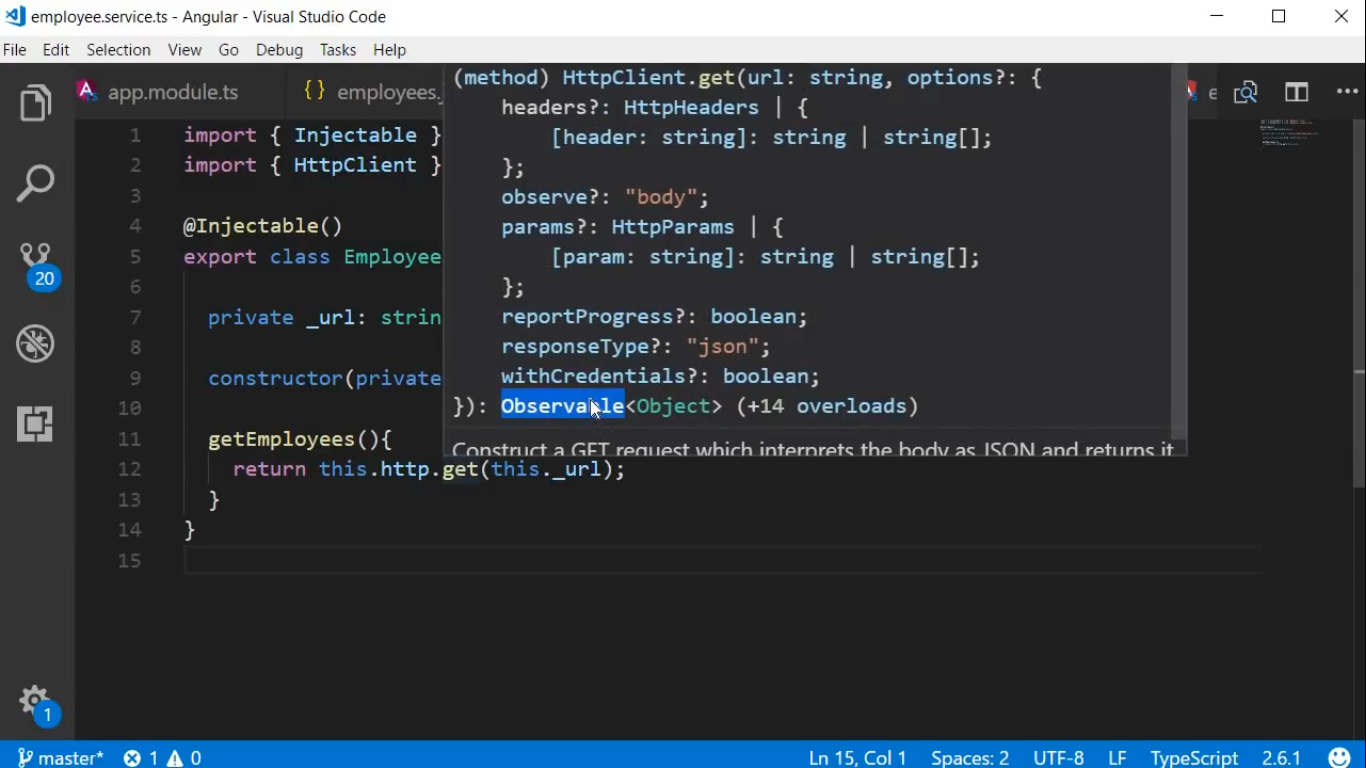 employee.service.ts - Angular - Visual Studio Code
File Edit Selection View Go Debug Tasks Help
app.module.ts {} employees. e
(method) HttpClient.get(url: string, options?: {
headers?: HttpHeaders | {
[header: string]: string | string[];
};
observe?: "body";
params?: HttpParams | {
[param: string]: string | string[];
};
reportProgress?: boolean;
responseType?: "json";
withCredentials?: boolean;
}): Observable<Object> (+14 overloads)
Construct a GET request which interprets the body as JSON and returns it
1 import { Injectable }
2 import { HttpClient }
3
4 @Injectable()
5 export class Employee
6
7 private _url: strin
8
9 constructor(private
10
11 getEmployees(){
12 return this.http.get(this._url);
13 }
14 }
15
20
1
master* 1 0 Ln 15, Col 1 Spaces: 2 UTF-8 LF TypeScript 2.6.1